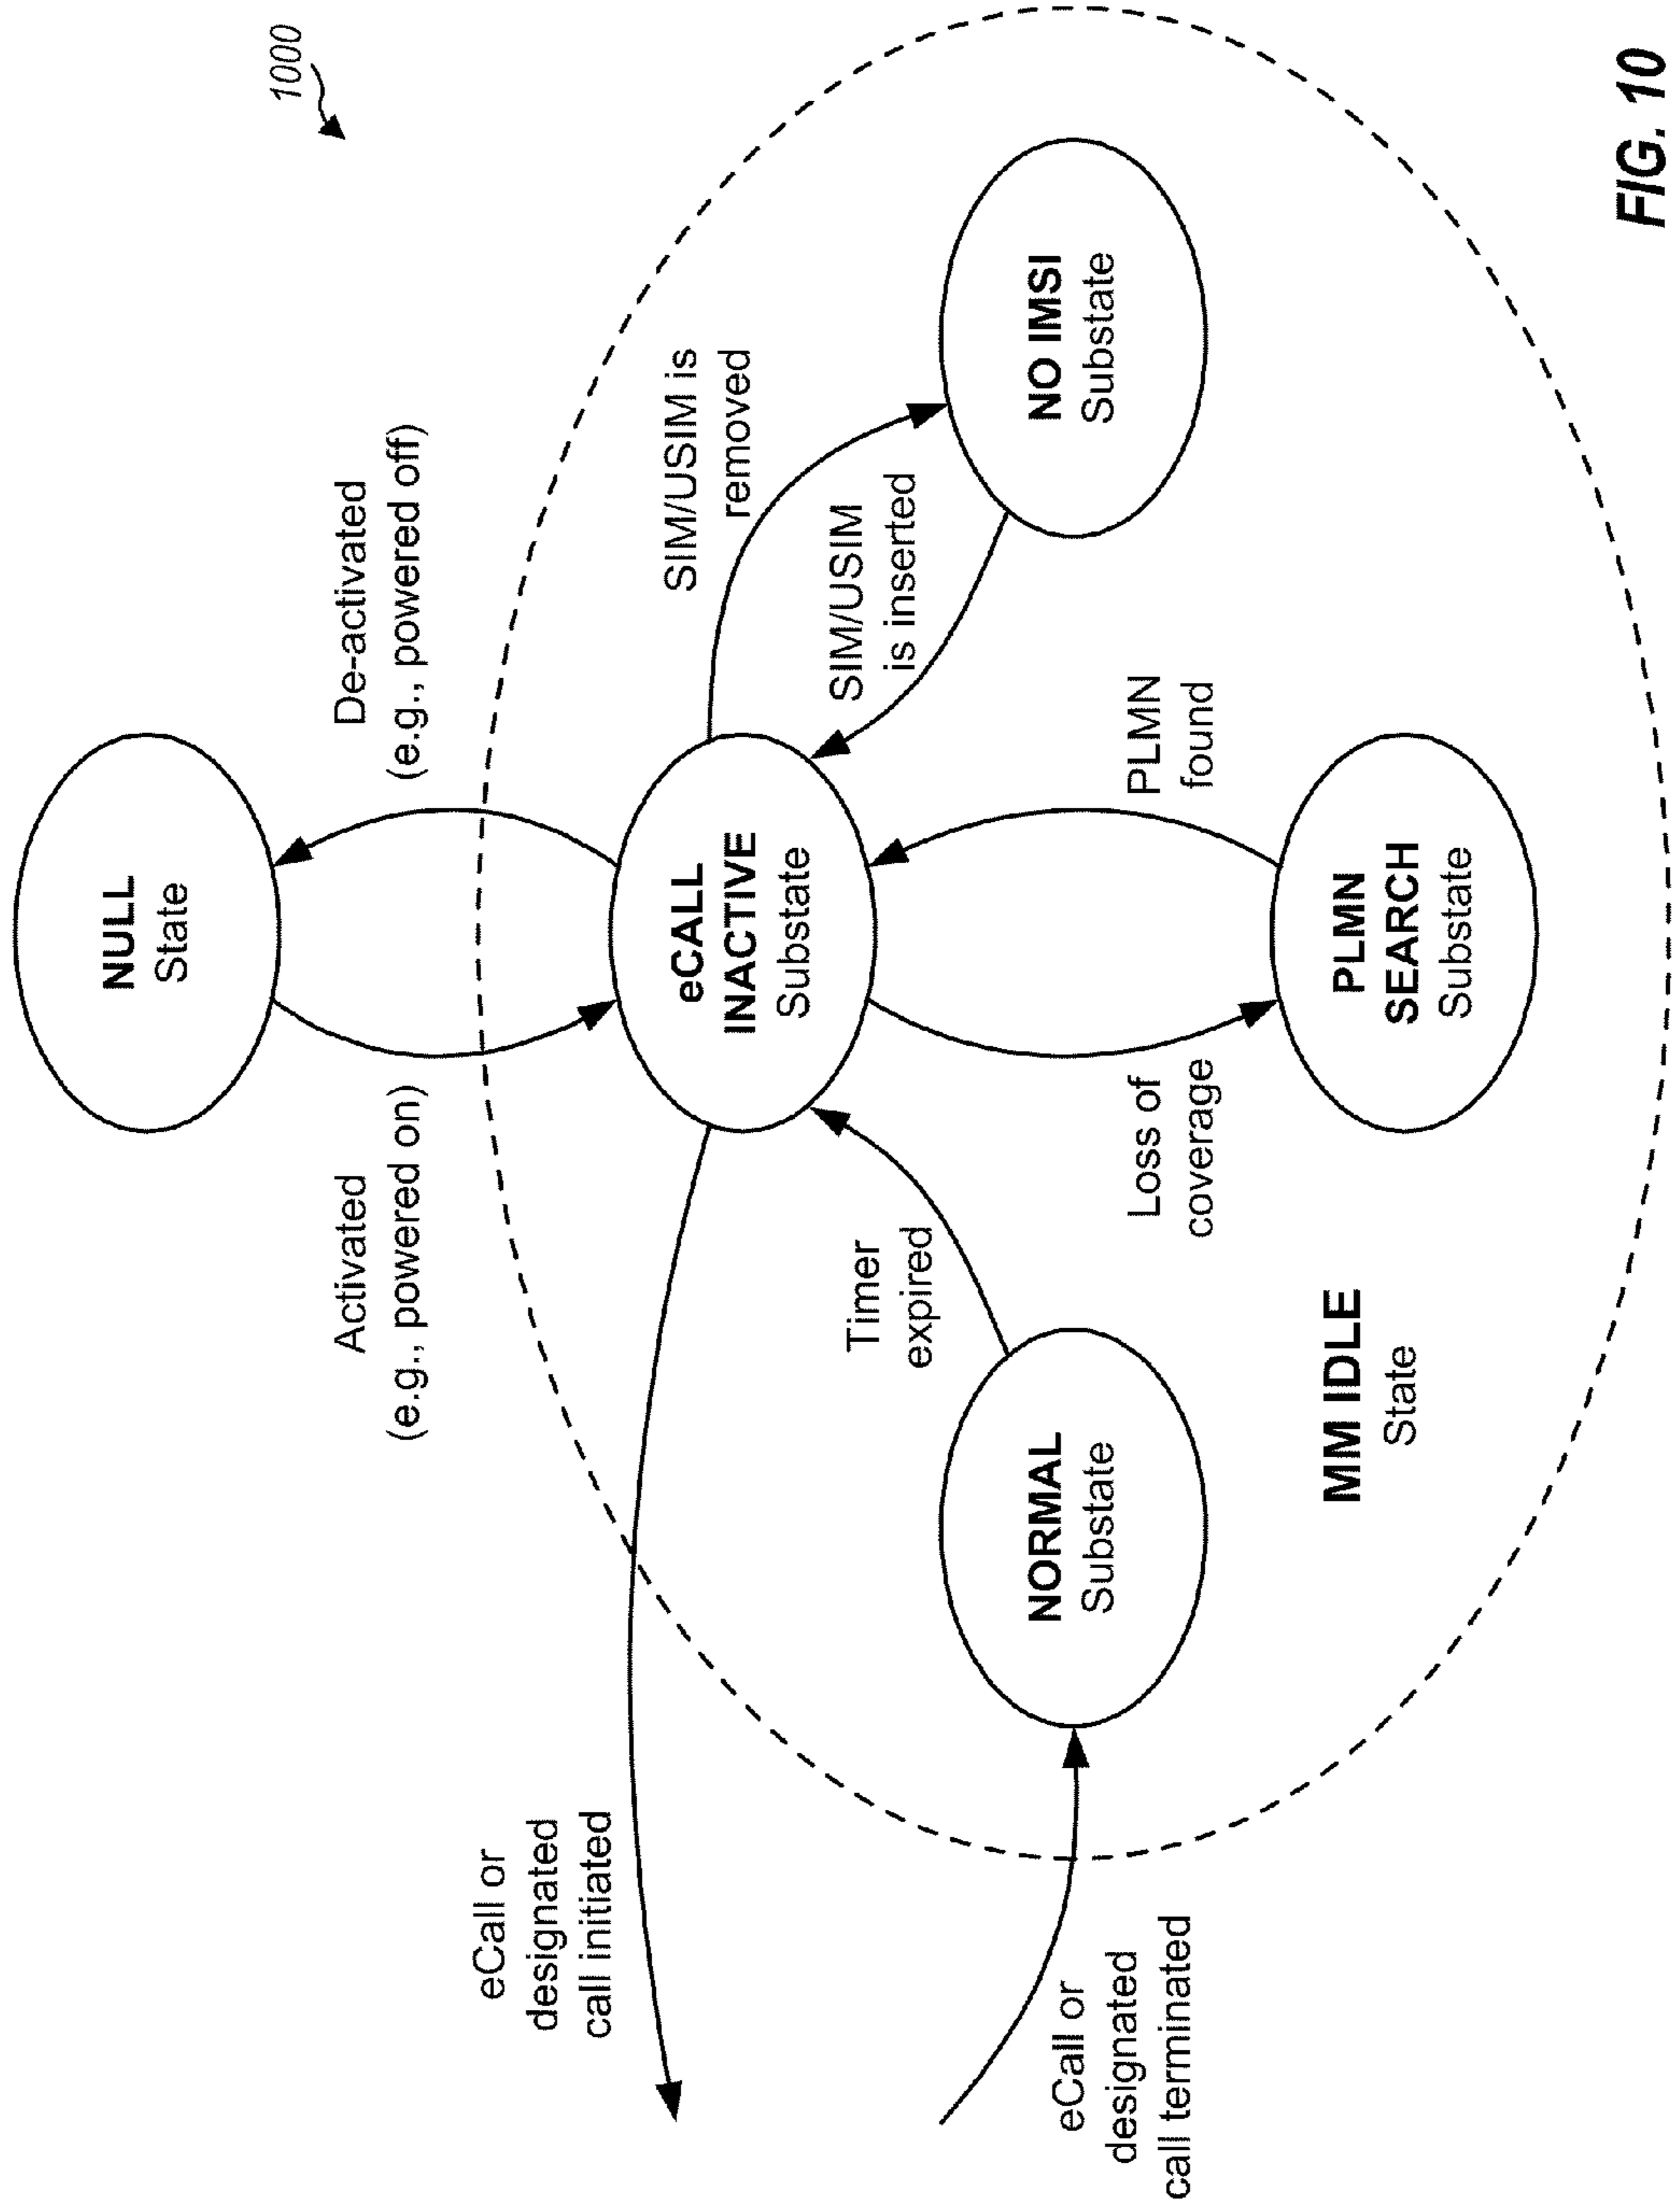 1000
NULL
State
Activated
(e.g., powered on)
De-activated
(e.g., powered off)
eCall or
designated
call initiated
eCALL
INACTIVE
Substate
SIM/USIM is
removed
Timer
expired
SIM/USIM
is inserted
NORMAL
Substate
NO IMSI
Substate
eCall or
designated
call terminated
Loss of
coverage
PLMN
found
MM IDLE
State
PLMN
SEARCH
Substate
FIG. 10